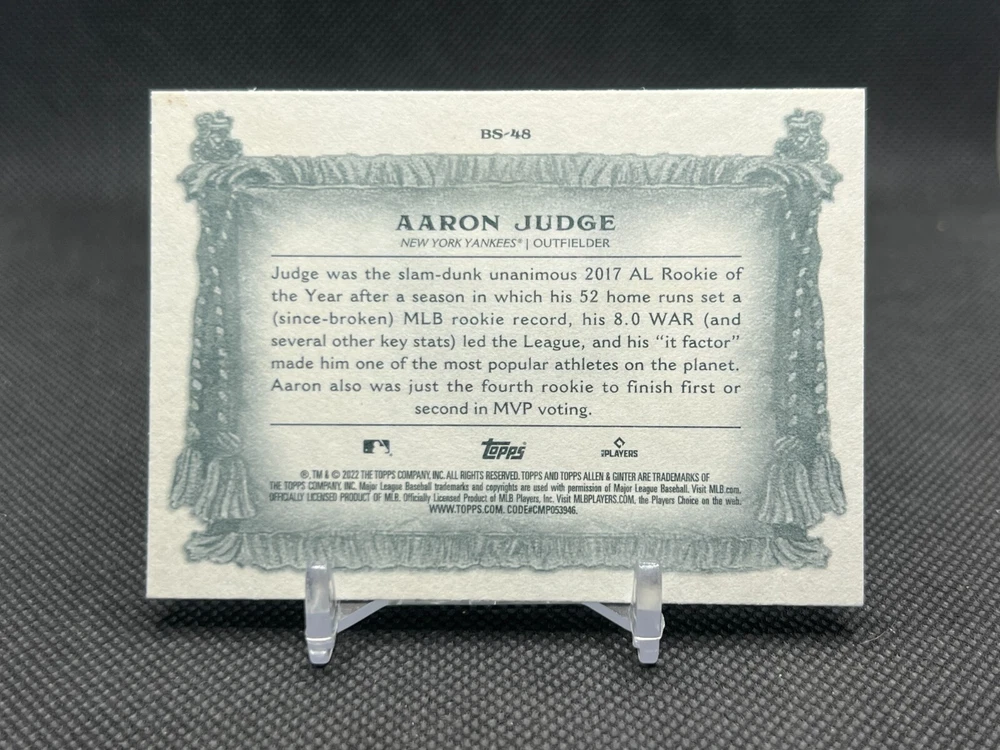 BS-48
AARON JUDGE
NEW YORK YANKEES® | OUTFIELDER
Judge was the slam-dunk unanimous 2017 AL Rookie of
the Year after a season in which his 52 home runs set a
(since-broken) MLB rookie record, his 8.0 WAR (and
several other key stats) led the League, and his “it factor”
made him one of the most popular athletes on the planet.
Aaron also was just the fourth rookie to finish first or
second in MVP voting.
Topps
PLAYERS
®, TM & © 2022 THE TOPPS COMPANY, INC. ALL RIGHTS RESERVED. TOPPS AND TOPPS ALLEN & GINTER ARE TRADEMARKS OF
THE TOPPS COMPANY, INC. Major League Baseball trademarks and copyrights are used with permission of Major League Baseball. Visit MLB.com.
OFFICIALLY LICENSED PRODUCT OF MLB. Officially Licensed Product of MLB Players, Inc. Visit MLBPLAYERS.COM, the Players Choice on the web.
WWW.TOPPS.COM. CODE#CMP053946.